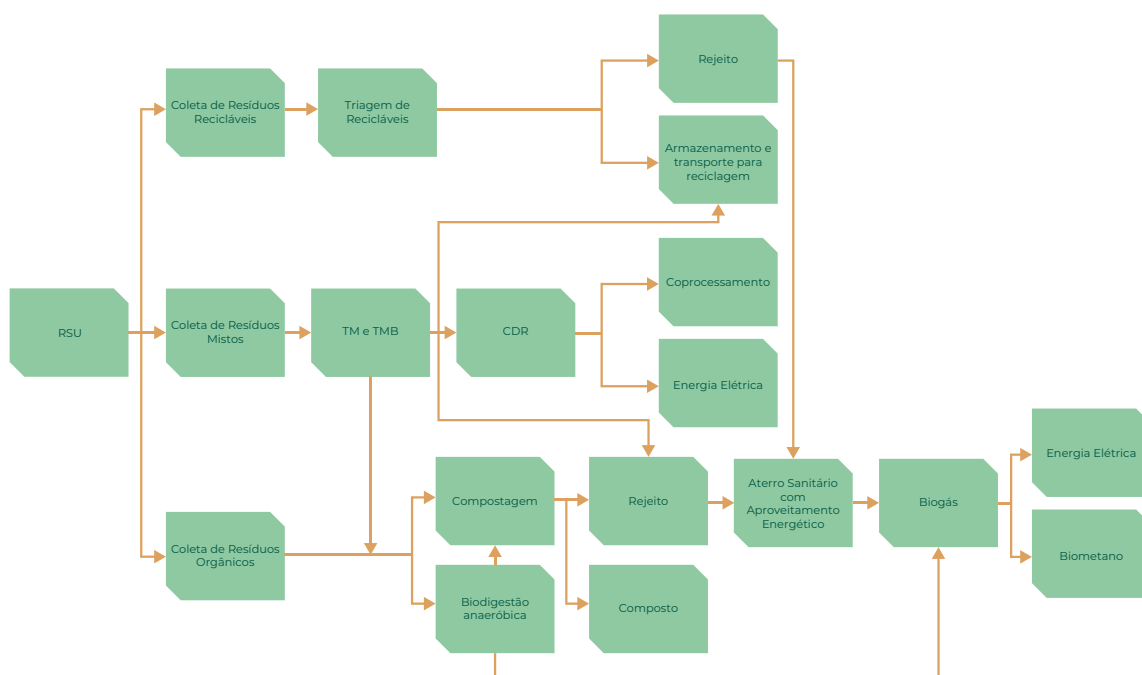 Rejeito
Coleta de Resíduos
Recicláveis
Triagem de
Recicláveis
Armazenamento e
transporte para
reciclagem
Coprocessamento
RSU
Coleta de Resíduos
Mistos
TM e TMB
CDR
Energia Elétrica
Energia Elétrica
Compostagem
Rejeito
Aterro Sanitário
com
Aproveitamento
Energético
Biogás
Coleta de Resíduos
Orgânicos
Biometano
Biodigestão
anaeróbica
Composto